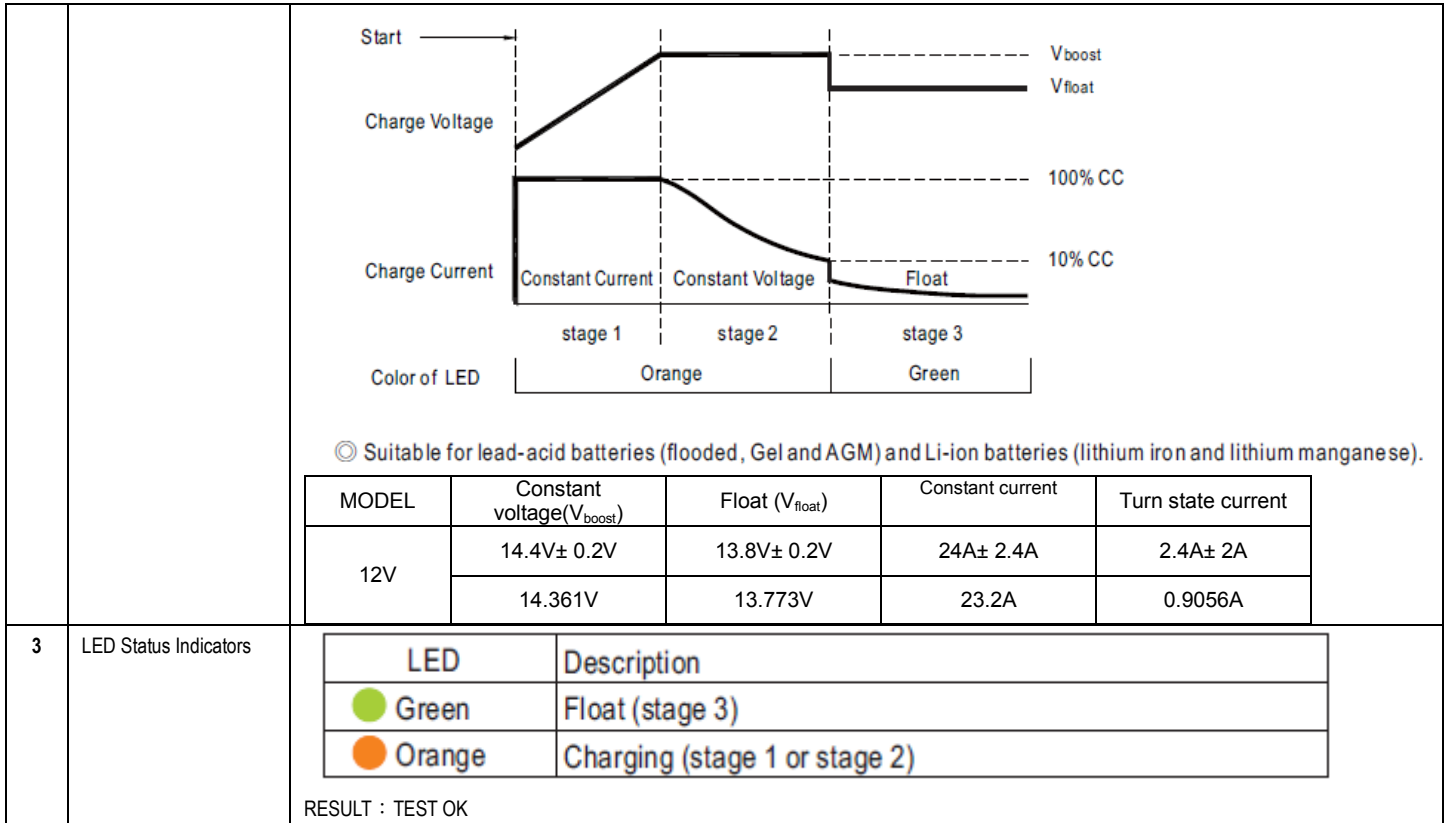 Start
Vboost
Vfloat
Charge Voltage
100% CC
10% CC
Charge Current
Constant Current
Constant Voltage
Float
stage 1
stage 2
stage 3
Color of LED
Orange
Green
◎ Suitable for lead-acid batteries (flooded, Gel and AGM) and Li-ion batteries (lithium iron and lithium manganese).
MODEL
Constant
voltage(Vboost)
Float (Vfloat)
Constant current
Turn state current
12V
14.4V± 0.2V
13.8V± 0.2V
24A± 2.4A
2.4A± 2A
14.361V
13.773V
23.2A
0.9056A
3
LED Status Indicators
LED
Description
Green
Float (stage 3)
Orange
Charging (stage 1 or stage 2)
RESULT：TEST OK